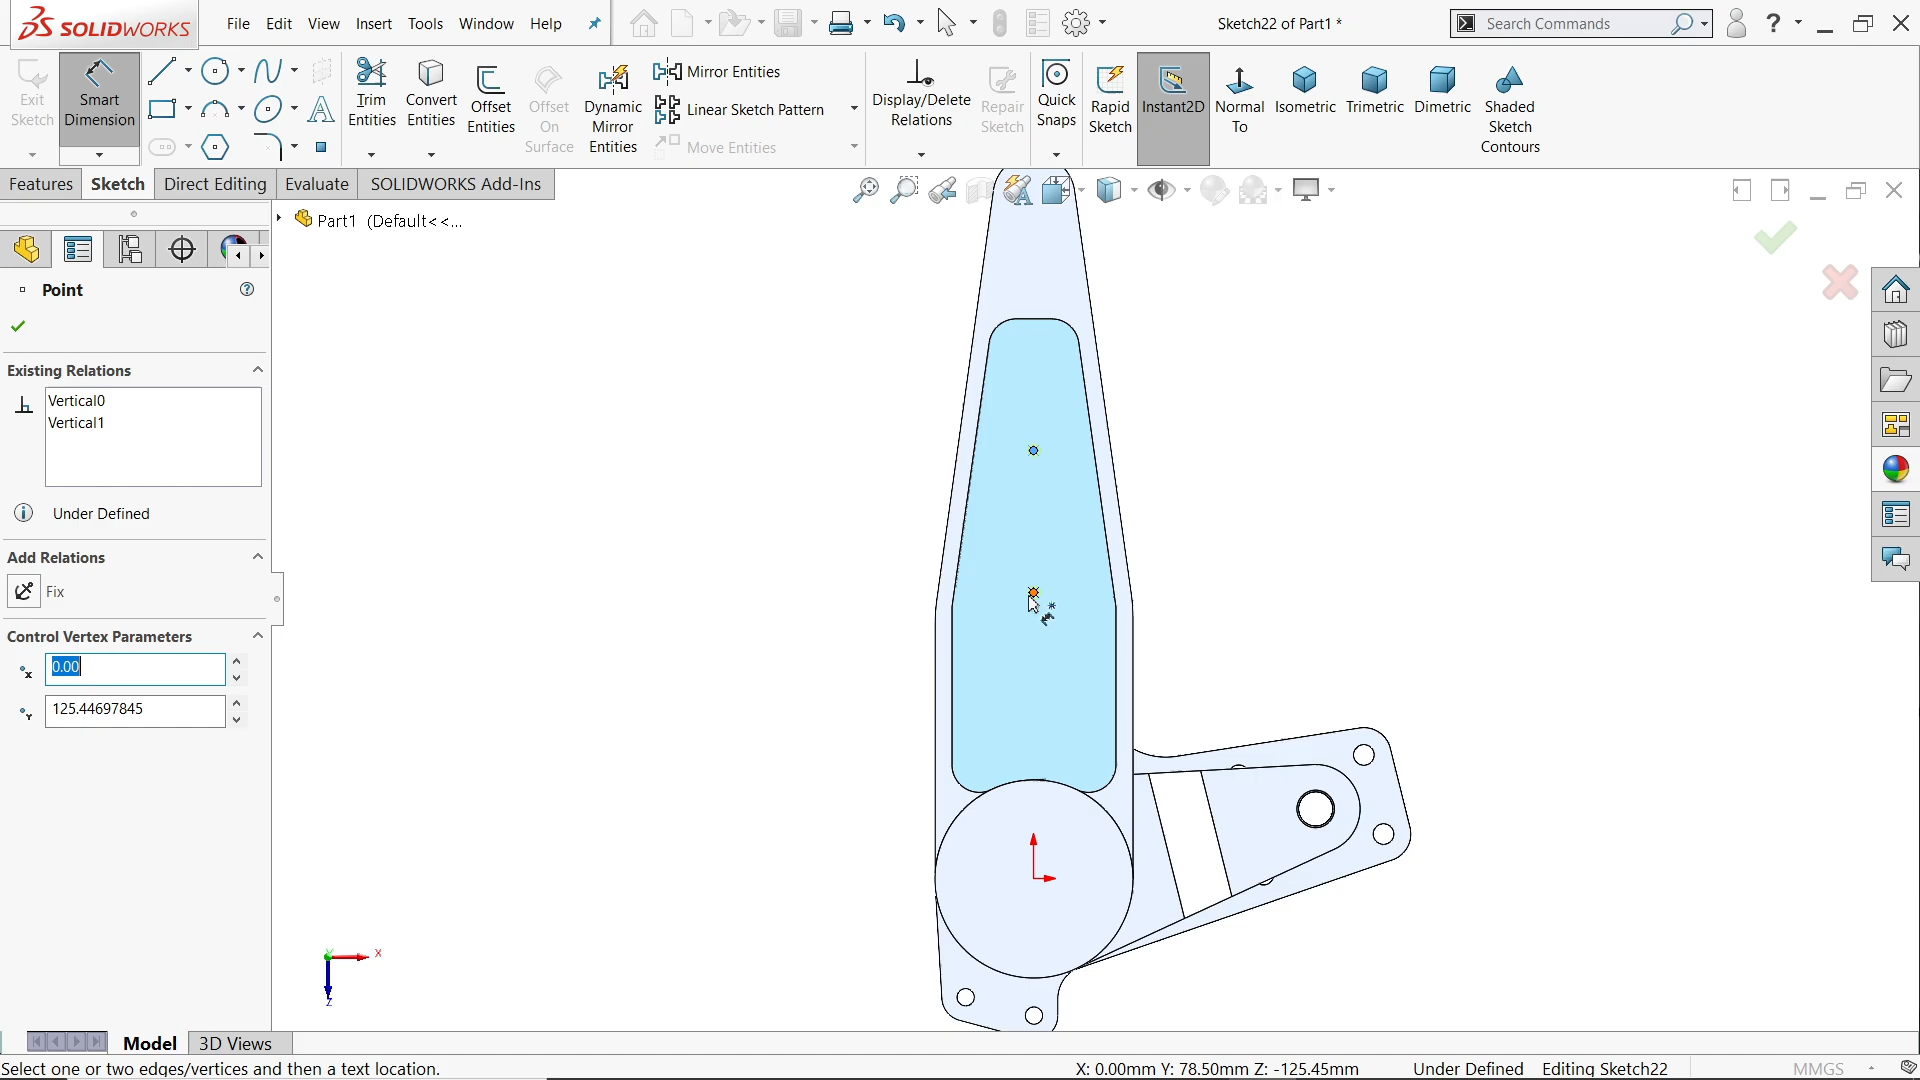 SOLIDWORKS
File Edit View Insert Tools Window Help
Sketch22 of Part1 *
Search Commands
?
Exit Sketch
Smart Dimension
Trim Entities
Convert Entities
Offset Entities
Offset On Surface
Dynamic Mirror Entities
Mirror Entities
Linear Sketch Pattern
Move Entities
Display/Delete Relations
Repair Sketch
Quick Snaps
Rapid Sketch
Instant2D
Normal To
Isometric
Trimetric
Dimetric
Shaded Sketch Contours
Features Sketch Direct Editing Evaluate SOLIDWORKS Add-Ins
Part1 (Default<<...
Point
Existing Relations
Vertical0
Vertical1
Under Defined
Add Relations
Fix
Control Vertex Parameters
0.00
125.44697845
Y X
Z
Model 3D Views
Select one or two edges/vertices and then a text location.
X: 0.00mm Y: 78.50mm Z: -125.45mm Under Defined Editing Sketch22 MMGS